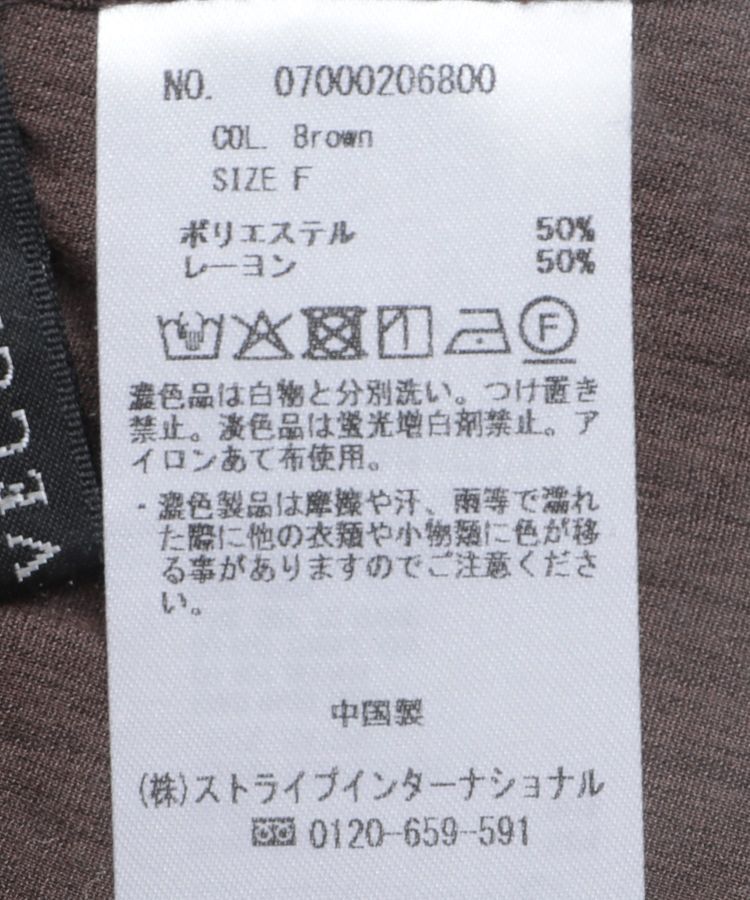 NO. 07000206800
COL. Brown
SIZE F
ポリエステル 50%
レーヨン 50%
F
濃色品は白物と分別洗い。つけ置き
禁止。淡色品は蛍光増白剤禁止。ア
イロンあて布使用。
・濃色製品は摩擦や汗、雨等で濡れ
た際に他の衣類や小物類に色が移
る事がありますのでご注意くださ
い。
中国製
(株)ストライプインターナショナル
0120-659-591